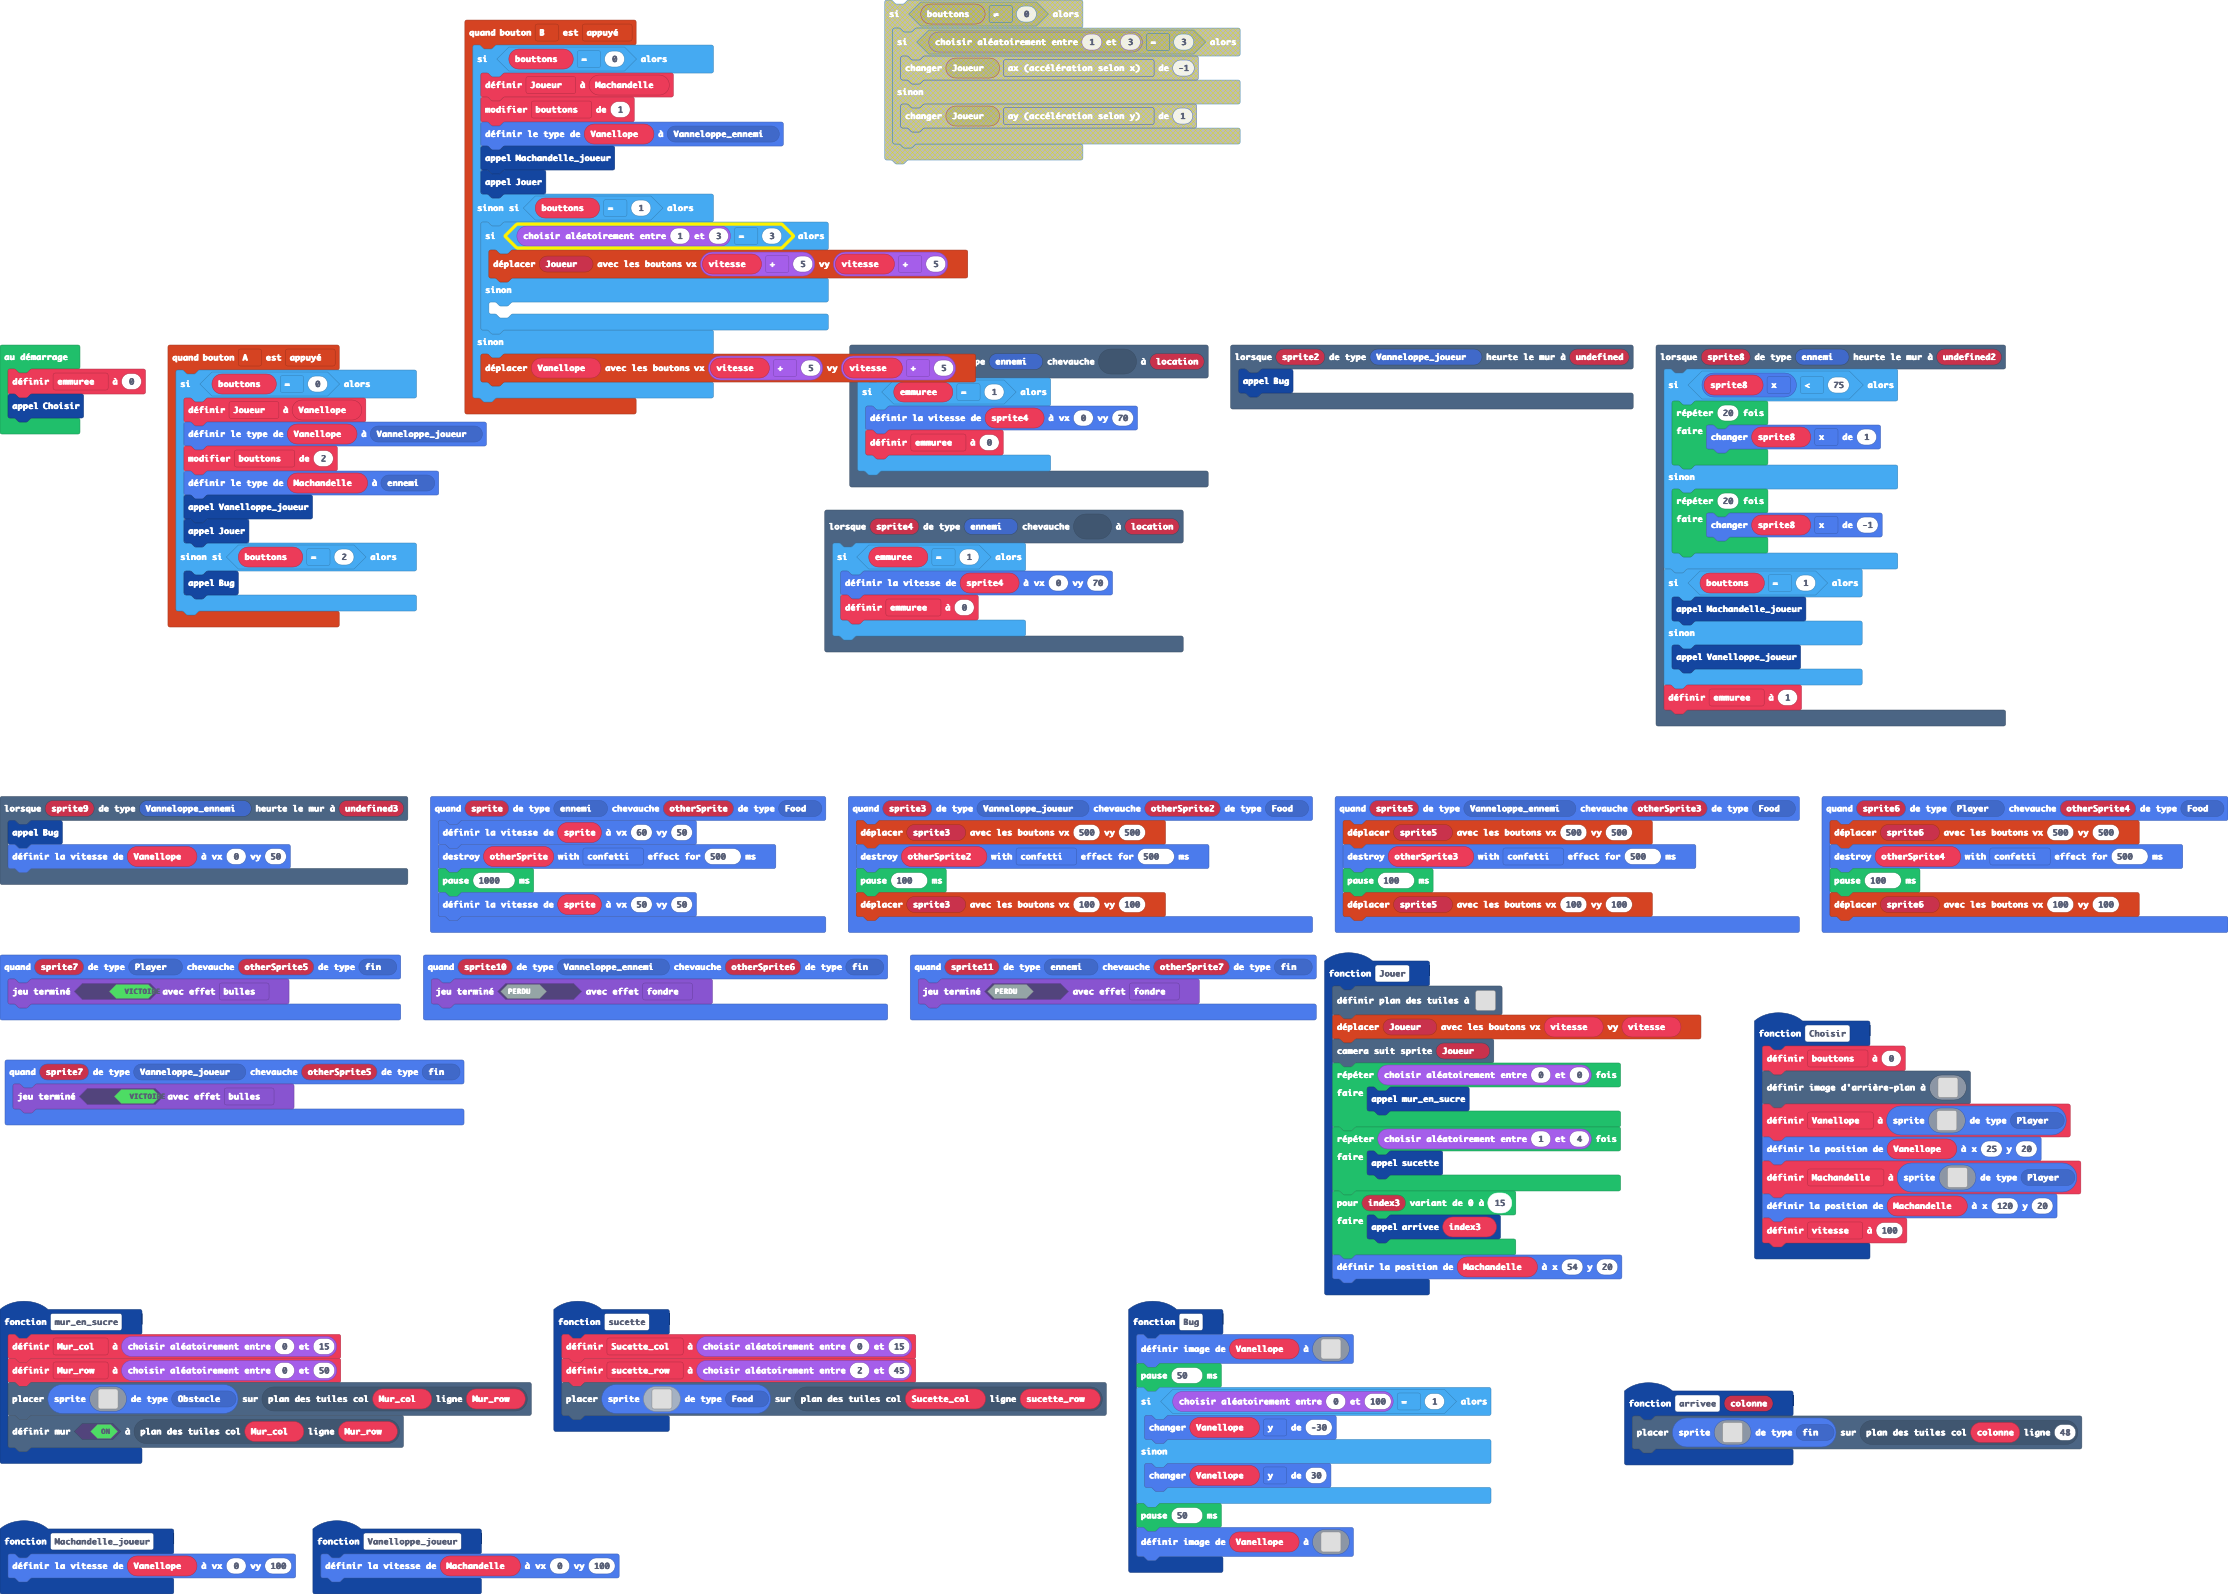 si bouttons = 0 alors
si choisir aléatoirement entre 1 et 3 = 3 alors
changer Joueur ax (accélération selon x) de -1
sinon
changer Joueur ay (accélération selon y) de 1
quand bouton B est appuyé
si bouttons = 0 alors
définir Joueur à Machandelle
modifier bouttons de 1
définir le type de Vanellope à Vanneloppe_ennemi
appel Machandelle_joueur
appel Jouer
sinon si bouttons = 1 alors
si choisir aléatoirement entre 1 et 3 = 3 alors
déplacer Joueur avec les boutons vx vitesse + 5 vy vitesse + 5
sinon
sinon
déplacer Vanellope avec les boutons vx vitesse + 5 vy vitesse + 5
au démarrage
définir emmuree à 0
appel Choisir
quand bouton A est appuyé
si bouttons = 0 alors
définir Joueur à Vanellope
définir le type de Vanellope à Vanneloppe_joueur
modifier bouttons de 2
définir le type de Machandelle à ennemi
appel Vanelloppe_joueur
appel Jouer
sinon si bouttons = 2 alors
appel Bug
pe ennemi chevauche à location
si emmuree = 1 alors
définir la vitesse de sprite4 à vx 0 vy 70
définir emmuree à 0
lorsque sprite4 de type ennemi chevauche à location
si emmuree = 1 alors
définir la vitesse de sprite4 à vx 0 vy 70
définir emmuree à 0
lorsque sprite2 de type Vanneloppe_joueur heurte le mur à undefined
appel Bug
lorsque sprite8 de type ennemi heurte le mur à undefined2
si sprite8 x < 75 alors
répéter 20 fois
faire changer sprite8 x de 1
sinon
répéter 20 fois
faire changer sprite8 x de -1
si bouttons = 1 alors
appel Machandelle_joueur
sinon
appel Vanelloppe_joueur
définir emmuree à 1
lorsque sprite9 de type Vanneloppe_ennemi heurte le mur à undefined3
appel Bug
définir la vitesse de Vanellope à vx 0 vy 50
quand sprite de type ennemi chevauche otherSprite de type Food
définir la vitesse de sprite à vx 60 vy 50
destroy otherSprite with confetti effect for 500 ms
pause 1000 ms
définir la vitesse de sprite à vx 50 vy 50
quand sprite3 de type Vanneloppe_joueur chevauche otherSprite2 de type Food
déplacer sprite3 avec les boutons vx 500 vy 500
destroy otherSprite2 with confetti effect for 500 ms
pause 100 ms
déplacer sprite3 avec les boutons vx 100 vy 100
quand sprite5 de type Vanneloppe_ennemi chevauche otherSprite3 de type Food
déplacer sprite5 avec les boutons vx 500 vy 500
destroy otherSprite3 with confetti effect for 500 ms
pause 100 ms
déplacer sprite5 avec les boutons vx 100 vy 100
quand sprite6 de type Player chevauche otherSprite4 de type Food
déplacer sprite6 avec les boutons vx 500 vy 500
destroy otherSprite4 with confetti effect for 500 ms
pause 100 ms
déplacer sprite6 avec les boutons vx 100 vy 100
quand sprite7 de type Player chevauche otherSprite5 de type fin
jeu terminé VICTOI avec effet bulles
quand sprite10 de type Vanneloppe_ennemi chevauche otherSprite6 de type fin
jeu terminé PERDU avec effet fondre
quand sprite11 de type ennemi chevauche otherSprite7 de type fin
jeu terminé PERDU avec effet fondre
quand sprite7 de type Vanneloppe_joueur chevauche otherSprite5 de type fin
jeu terminé VICTOI avec effet bulles
fonction Jouer
définir plan des tuiles à
déplacer Joueur avec les boutons vx vitesse vy vitesse
camera suit sprite Joueur
répéter choisir aléatoirement entre 0 et 0 fois
faire appel mur_en_sucre
répéter choisir aléatoirement entre 1 et 4 fois
faire appel sucette
pour index3 variant de 0 à 15
faire appel arrivee index3
définir la position de Machandelle à x 54 y 20
fonction Choisir
définir bouttons à 0
définir image d'arrière-plan à
définir Vanellope à sprite de type Player
définir la position de Vanellope à x 25 y 20
définir Machandelle à sprite de type Player
définir la position de Machandelle à x 120 y 20
définir vitesse à 100
fonction mur_en_sucre
définir Mur_col à choisir aléatoirement entre 0 et 15
définir Mur_row à choisir aléatoirement entre 0 et 50
placer sprite de type Obstacle sur plan des tuiles col Mur_col ligne Mur_row
définir mur ON à plan des tuiles col Mur_col ligne Mur_row
fonction sucette
définir Sucette_col à choisir aléatoirement entre 0 et 15
définir sucette_row à choisir aléatoirement entre 2 et 45
placer sprite de type Food sur plan des tuiles col Sucette_col ligne sucette_row
fonction Bug
définir image de Vanellope à
pause 50 ms
si choisir aléatoirement entre 0 et 100 = 1 alors
changer Vanellope y de -30
sinon
changer Vanellope y de 30
pause 50 ms
définir image de Vanellope à
fonction arrivee colonne
placer sprite de type fin sur plan des tuiles col colonne ligne 48
fonction Machandelle_joueur
définir la vitesse de Vanellope à vx 0 vy 100
fonction Vanelloppe_joueur
définir la vitesse de Machandelle à vx 0 vy 100